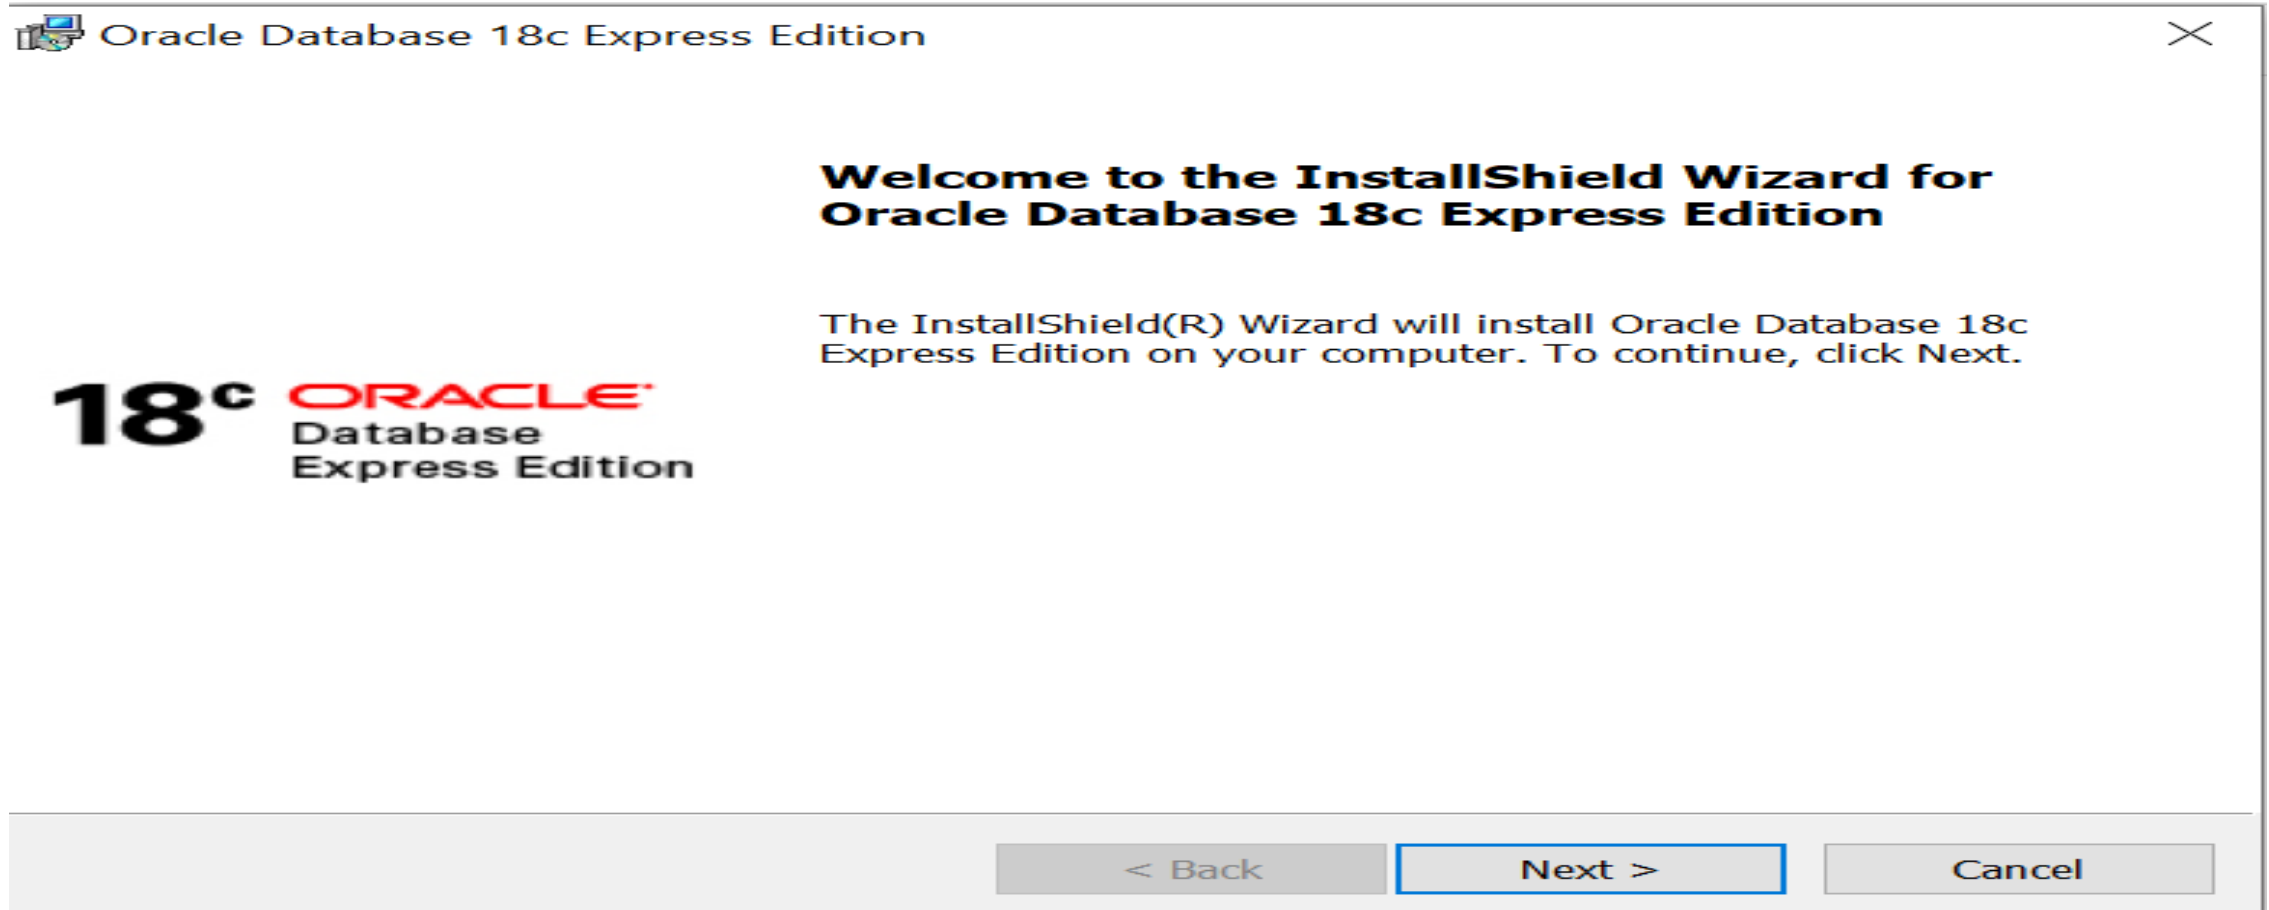 Oracle Database 18c Express Edition
Welcome to the InstallShield Wizard for
Oracle Database 18c Express Edition
The InstallShield(R) Wizard will install Oracle Database 18c
Express Edition on your computer. To continue, click Next.
18c ORACLE
Database
Express Edition
< Back
Next >
Cancel